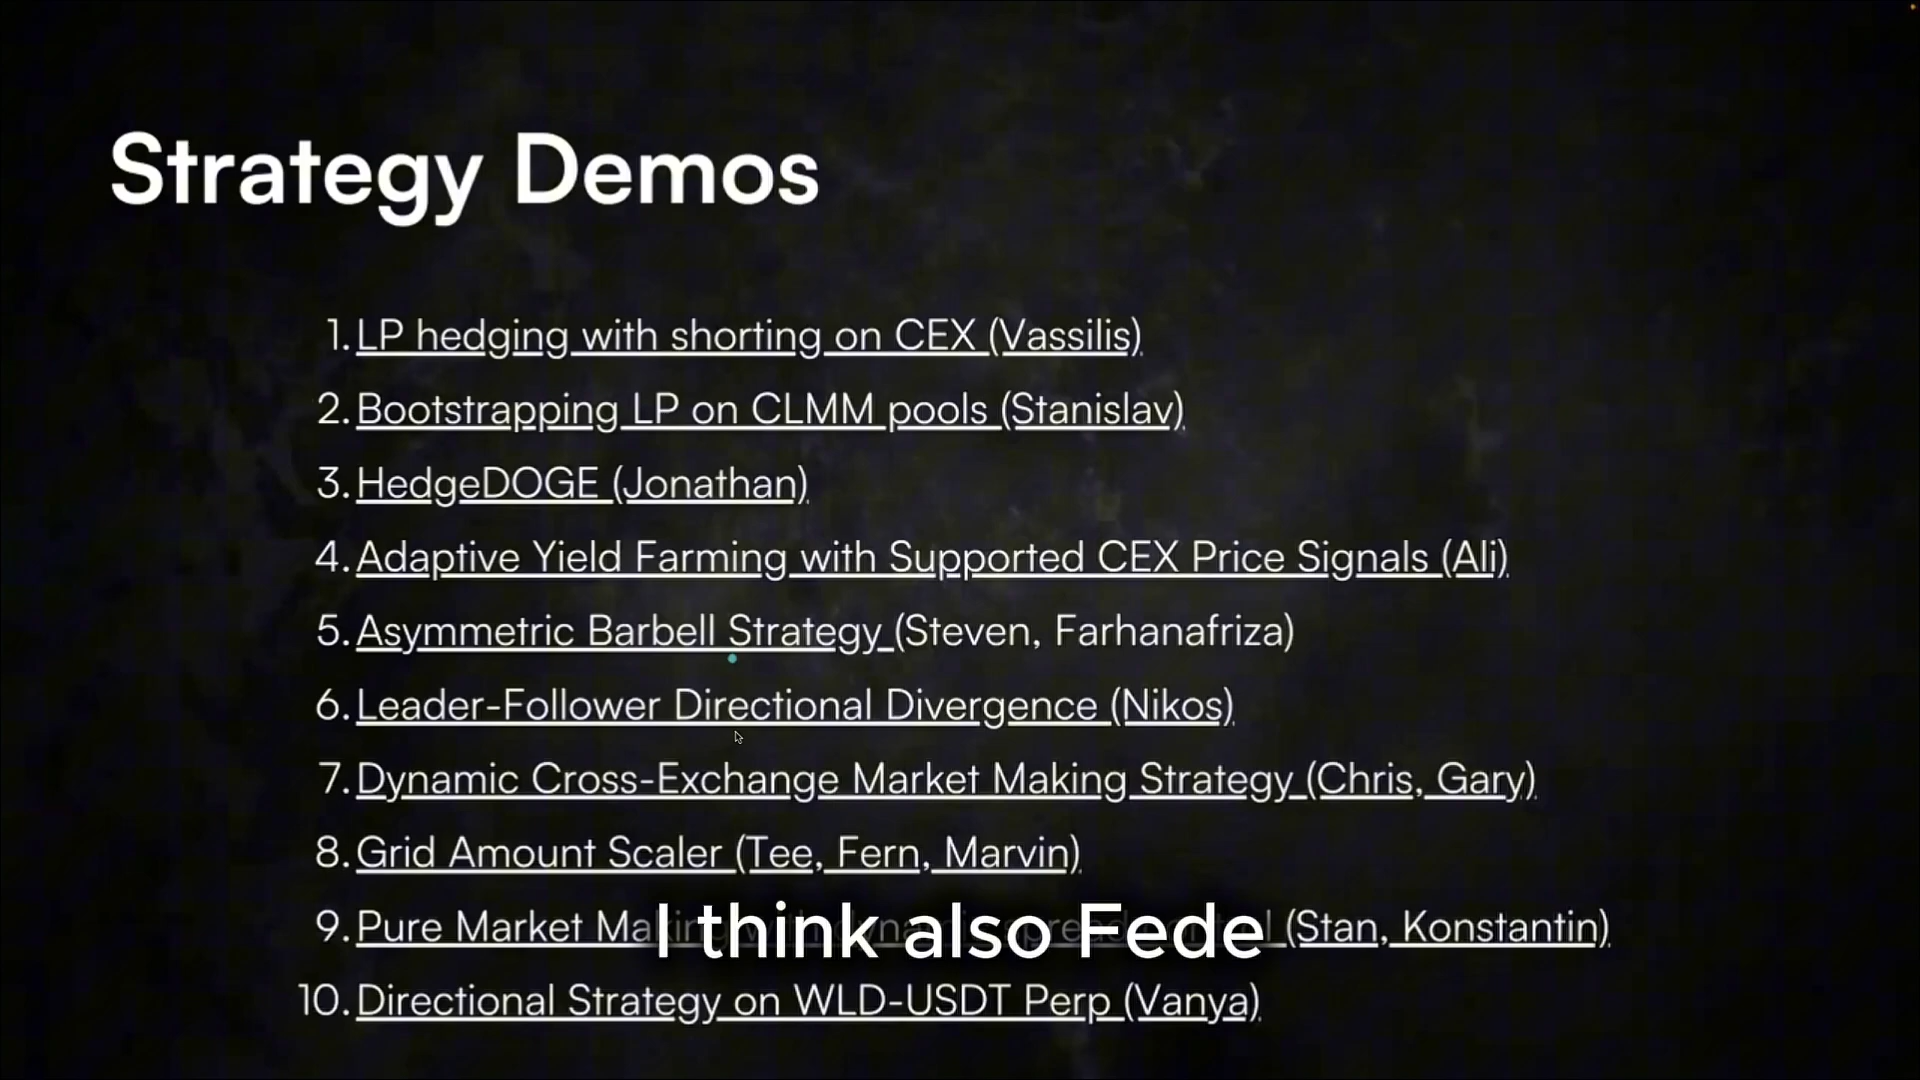 Strategy Demos
1. LP hedging with shorting on CEX (Vassilis)
2. Bootstrapping LP on CLMM pools (Stanislav)
3. HedgeDOGE (Jonathan)
4. Adaptive Yield Farming with Supported CEX Price Signals (Ali)
5. Asymmetric Barbell Strategy (Steven, Farhanafriza)
6. Leader-Follower Directional Divergence (Nikos)
7. Dynamic Cross-Exchange Market Making Strategy (Chris, Gary)
8. Grid Amount Scaler (Tee, Fern, Marvin)
9. Pure Market Making (Stan, Konstantin)
I think also Fede
10. Directional Strategy on WLD-USDT Perp (Vanya)